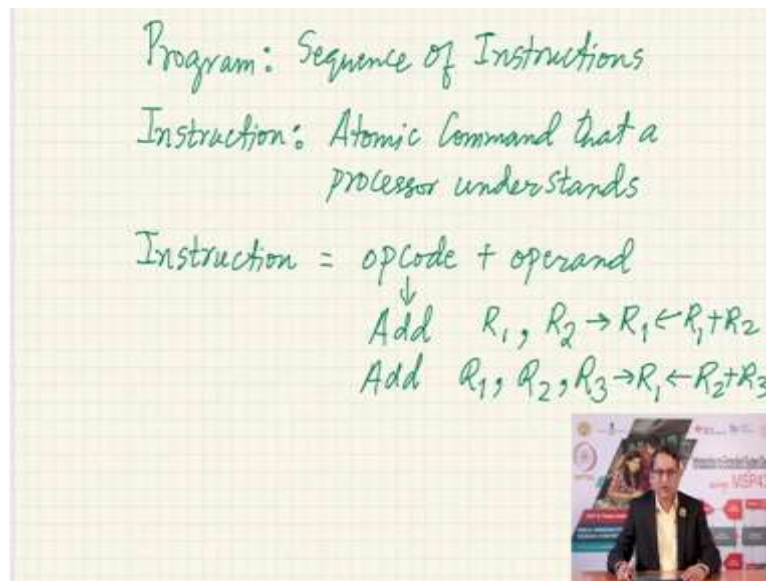 Program: Sequence of Instructions
Instruction: Atomic Command that a
processor understands
Instruction = opcode + operand
↓
Add R₁, R₂ → R₁ ← R₁+R₂
Add R₁, R₂, R₃ → R₁ ← R₂+R₃
MSP43